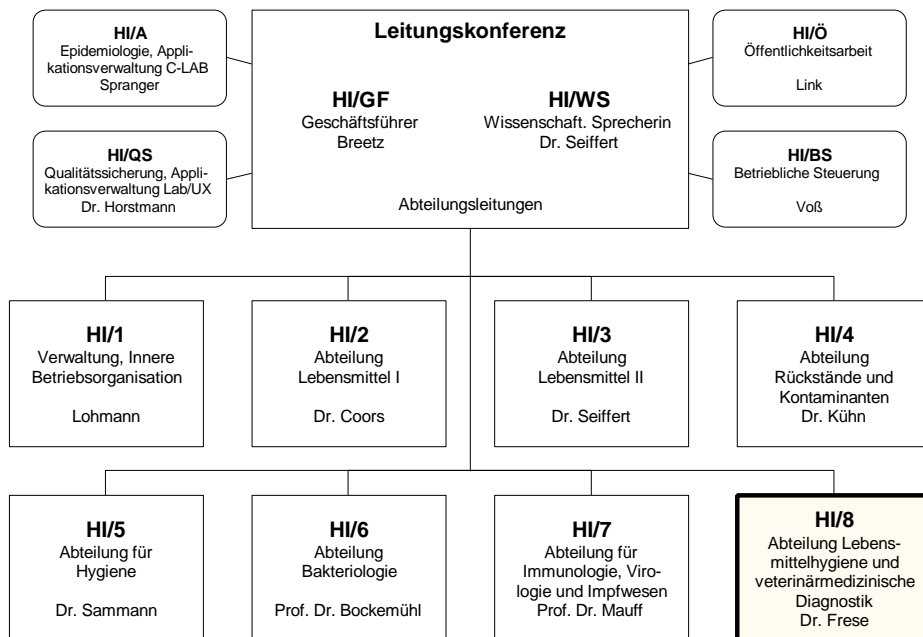 HI/A
Epidemiologie, Appli-
kationsverwaltung C-LAB
Spranger
HI/QS
Qualitätssicherung, Appli-
kationsverwaltung Lab/UX
Dr. Horstmann
Leitungskonferenz
HI/GF
Geschäftsführer
Breetz
HI/WS
Wissenschaft. Sprecherin
Dr. Seiffert
Abteilungsleitungen
HI/Ö
Öffentlichkeitsarbeit
Link
HI/BS
Betriebliche Steuerung
Voß
HI/1
Verwaltung, Innere
Betriebsorganisation
Lohmann
HI/2
Abteilung
Lebensmittel I
Dr. Coors
HI/3
Abteilung
Lebensmittel II
Dr. Seiffert
HI/4
Abteilung
Rückstände und
Kontaminanten
Dr. Kühn
HI/5
Abteilung für
Hygiene
Dr. Sammann
HI/6
Abteilung
Bakteriologie
Prof. Dr. Bockemühl
HI/7
Abteilung für
Immunologie, Viro-
logie und Impfwesen
Prof. Dr. Mauff
HI/8
Abteilung Lebens-
mittelhygiene und
veterinärmedizinische
Diagnostik
Dr. Frese